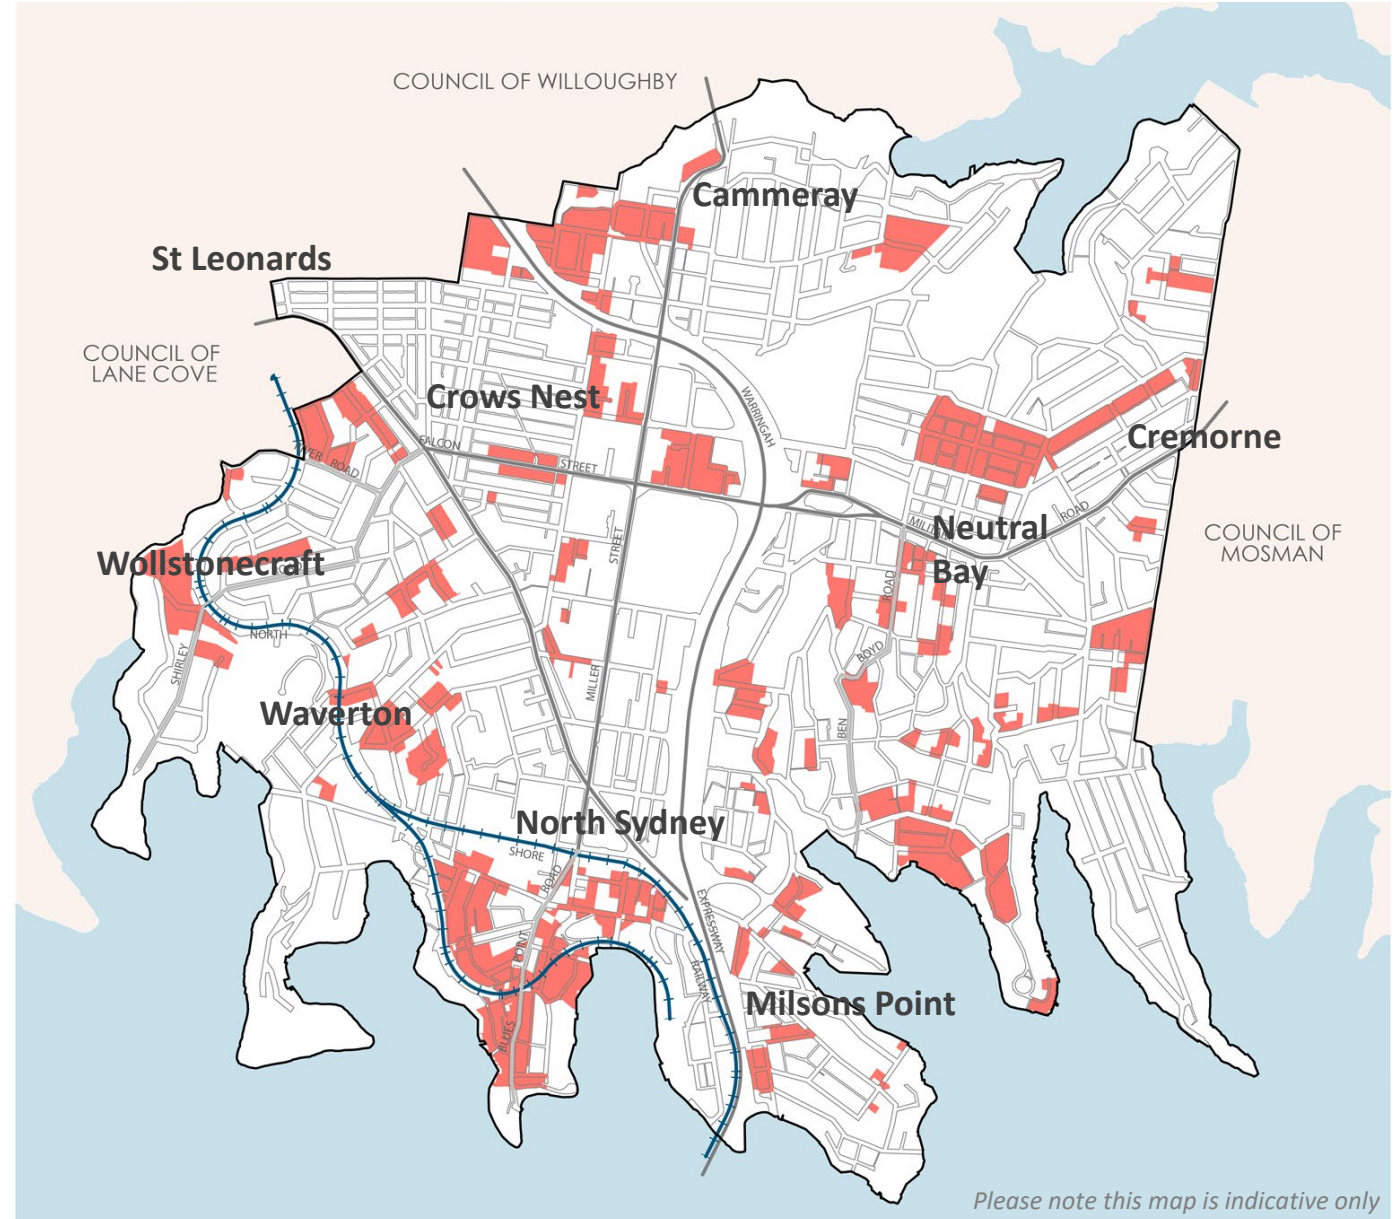 COUNCIL OF WILLOUGHBY
Cammeray
St Leonards
COUNCIL OF
LANE COVE
Crows Nest
WARRINGAH
FALCON
STREET
Cremorne
RIVER ROAD
ROAD
Neutral
Bay
COUNCIL OF
MOSMAN
STREET
Wollstonecraft
ROAD
NORTH
SHIRLEY
BOYD
MILLER
Waverton
BEN
North Sydney
SHORE
ROAD
EXPRESSWAY
POINT
RAILWAY
Milsons Point
BLUES
Please note this map is indicative only